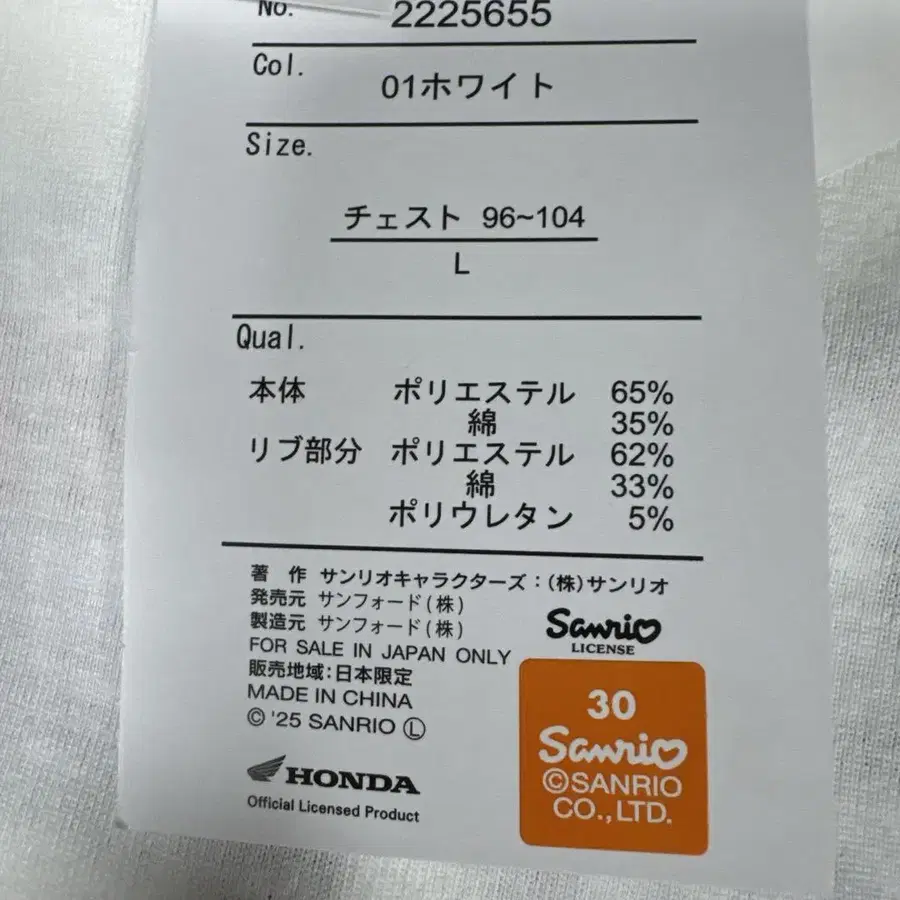 No. 2225655
Col.
01ホワイト
Size.
チェスト 96~104
L
Qual.
本体 ポリエステル 65%
綿 35%
リブ部分 ポリエステル 62%
綿 33%
ポリウレタン 5%
著 作 サンリオキャラクターズ:(株)サンリオ
発売元 サンフォード(株)
製造元 サンフォード(株)
FOR SALE IN JAPAN ONLY
販売地域:日本限定
MADE IN CHINA
© '25 SANRIO Ⓛ
Sanrio
LICENSE
30
Sanrio
©SANRIO
CO.,LTD.
HONDA
Official Licensed Product